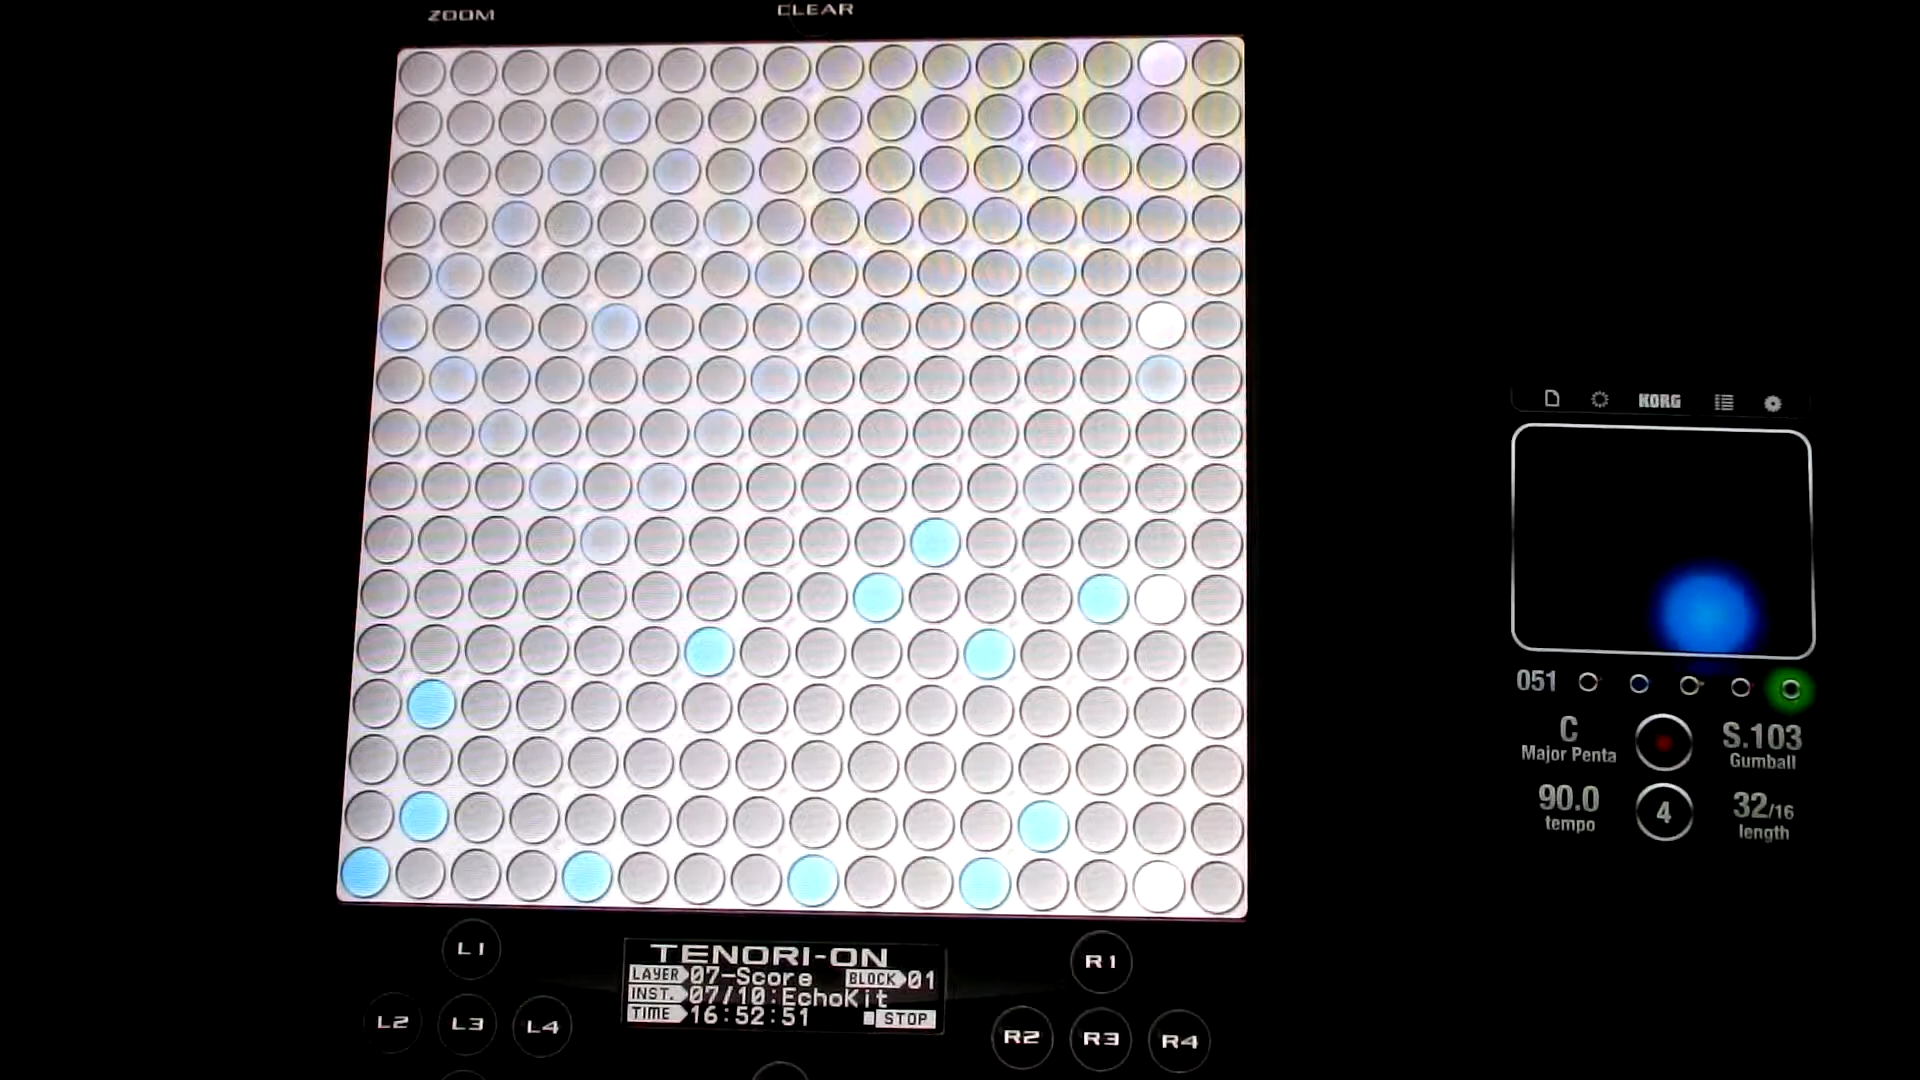 ZOOM
CLEAR
KORG
051
C
Major Penta
S.103
Gumball
90.0
tempo
4
32/16
length
L1
L2
L3
L4
TENORI-ON
LAYER 07-Score BLOCK 01
INST. 07/10:EchoKit
TIME 16:52:51 STOP
R1
R2
R3
R4